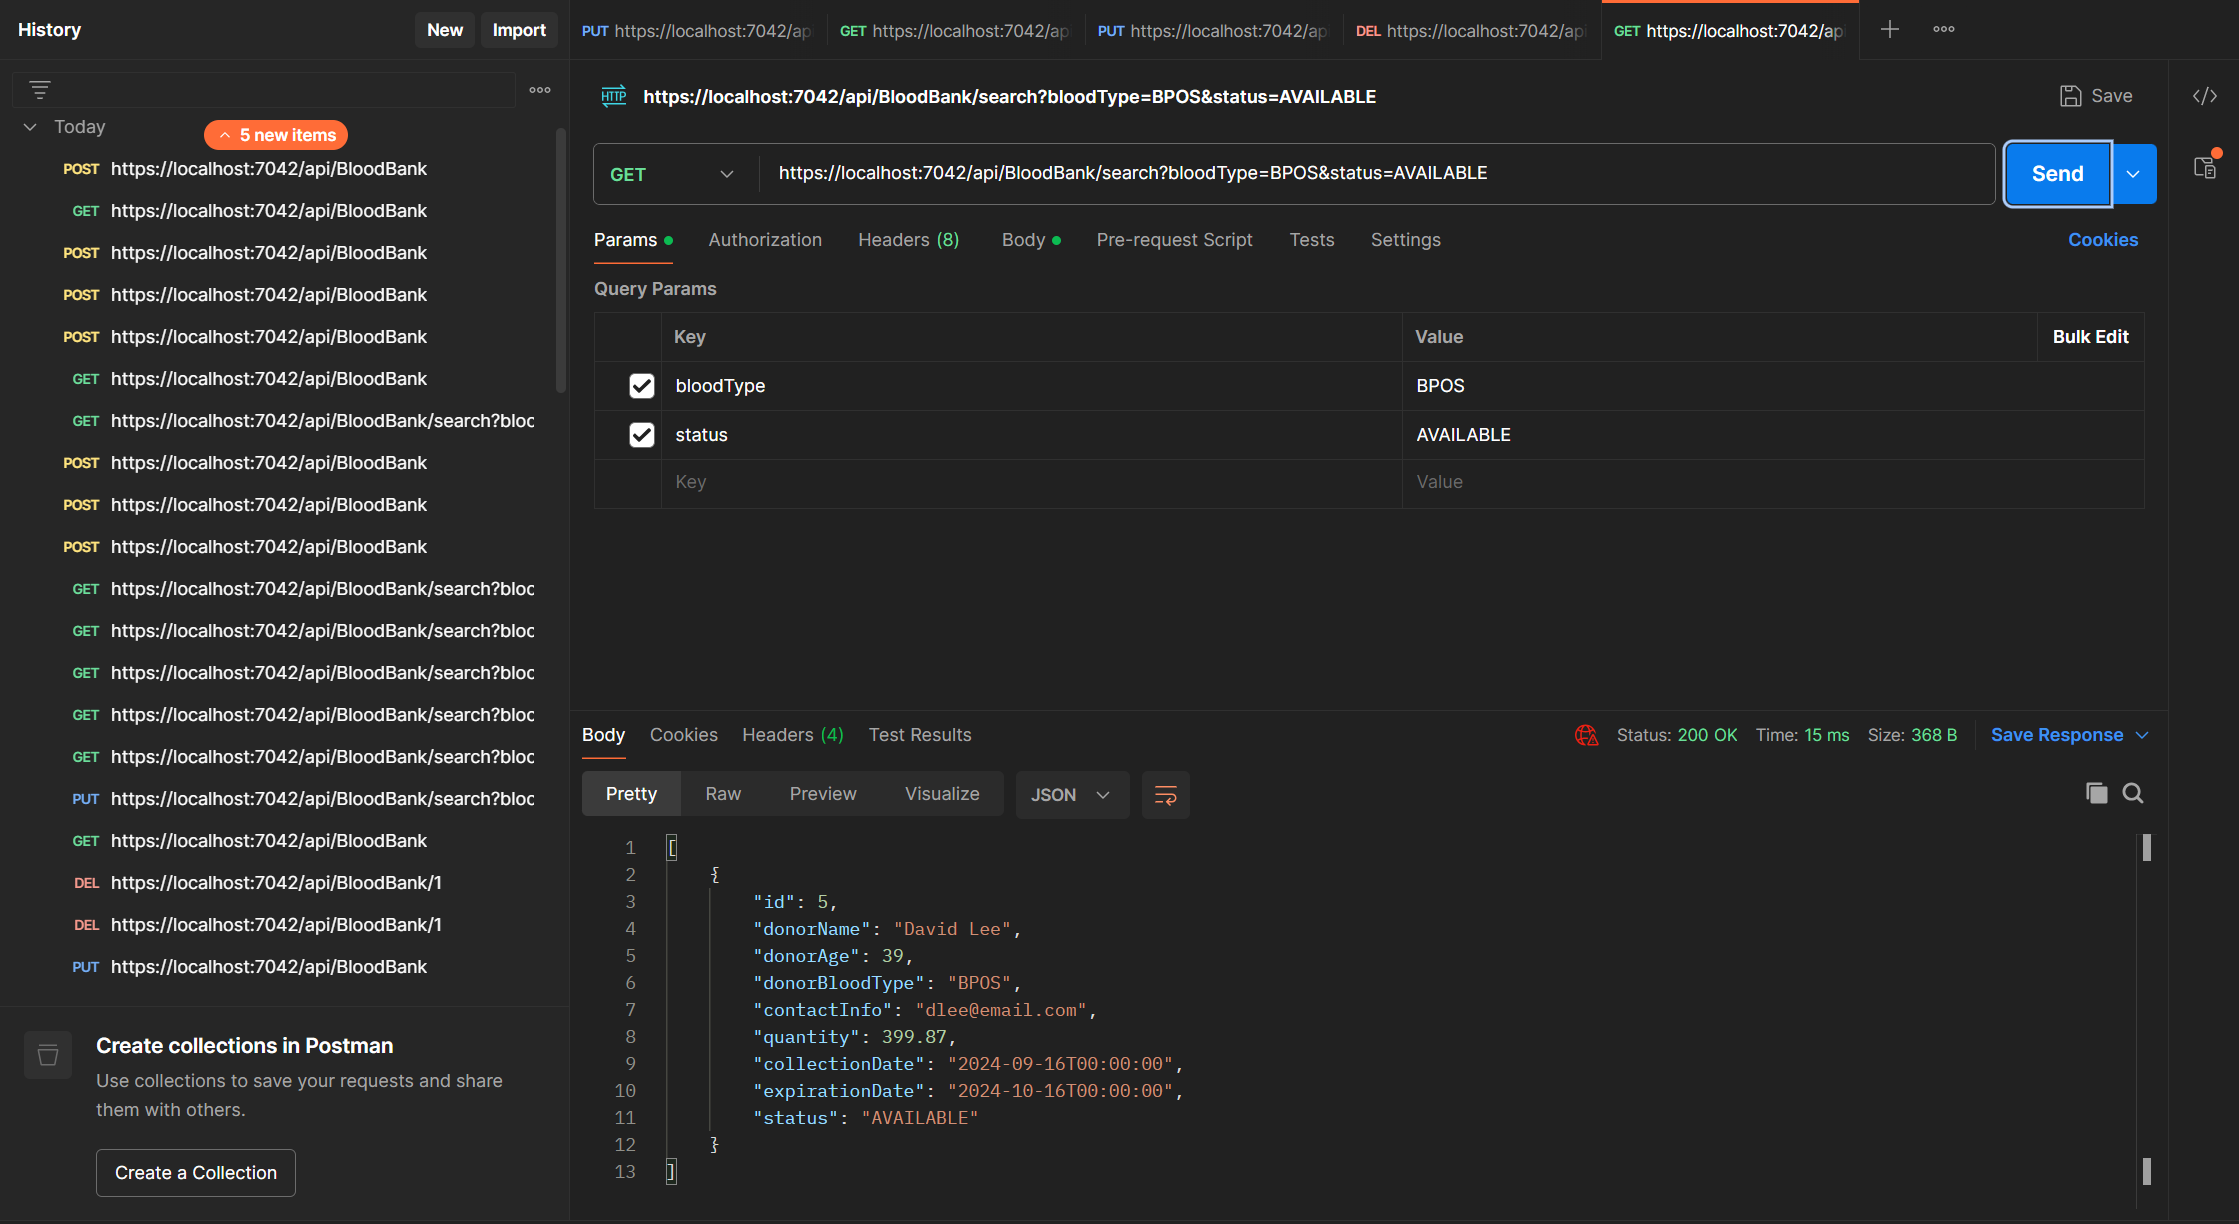 History
New
Import
Today
5 new items
POST https://localhost:7042/api/BloodBank
GET https://localhost:7042/api/BloodBank
POST https://localhost:7042/api/BloodBank
POST https://localhost:7042/api/BloodBank
POST https://localhost:7042/api/BloodBank
GET https://localhost:7042/api/BloodBank
GET https://localhost:7042/api/BloodBank/search?bloc
POST https://localhost:7042/api/BloodBank
POST https://localhost:7042/api/BloodBank
POST https://localhost:7042/api/BloodBank
GET https://localhost:7042/api/BloodBank/search?bloc
GET https://localhost:7042/api/BloodBank/search?bloc
GET https://localhost:7042/api/BloodBank/search?bloc
GET https://localhost:7042/api/BloodBank/search?bloc
GET https://localhost:7042/api/BloodBank/search?bloc
PUT https://localhost:7042/api/BloodBank/search?bloc
GET https://localhost:7042/api/BloodBank
DEL https://localhost:7042/api/BloodBank/1
DEL https://localhost:7042/api/BloodBank/1
PUT https://localhost:7042/api/BloodBank
Create collections in Postman
Use collections to save your requests and share
them with others.
Create a Collection
PUT https://localhost:7042/ap
GET https://localhost:7042/ap
PUT https://localhost:7042/ap
DEL https://localhost:7042/api
GET https://localhost:7042/ap
HTTP https://localhost:7042/api/BloodBank/search?bloodType=BPOS&status=AVAILABLE
Save
GET https://localhost:7042/api/BloodBank/search?bloodType=BPOS&status=AVAILABLE
Send
Params Authorization Headers (8) Body Pre-request Script Tests Settings
Cookies
Query Params
Key Value Bulk Edit
bloodType BPOS
status AVAILABLE
Key Value
Body Cookies Headers (4) Test Results
Status: 200 OK Time: 15 ms Size: 368 B Save Response
Pretty Raw Preview Visualize JSON
1 [
2 {
3 "id": 5,
4 "donorName": "David Lee",
5 "donorAge": 39,
6 "donorBloodType": "BPOS",
7 "contactInfo": "dlee@email.com",
8 "quantity": 399.87,
9 "collectionDate": "2024-09-16T00:00:00",
10 "expirationDate": "2024-10-16T00:00:00",
11 "status": "AVAILABLE"
12 }
13 ]